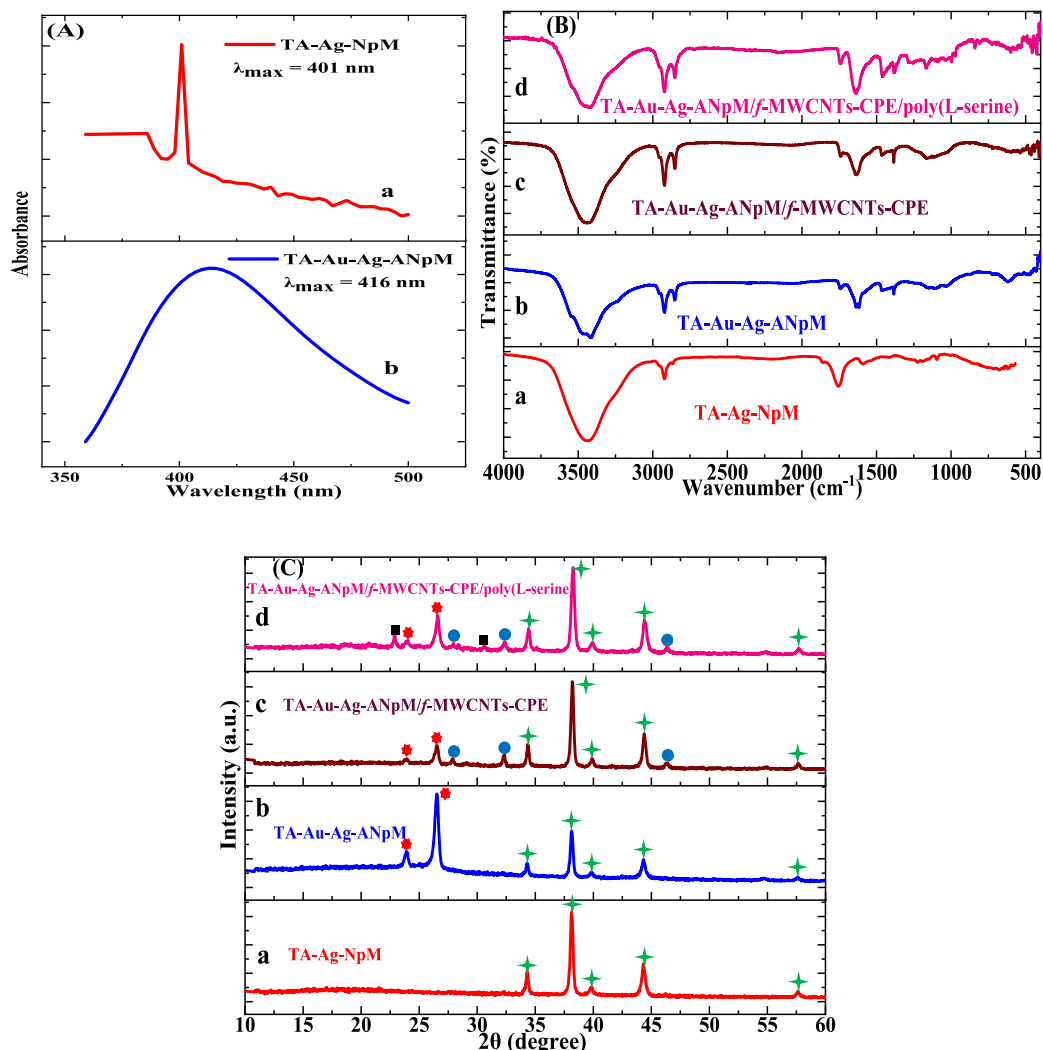 (A)
TA-Ag-NpM
λmax = 401 nm
a
TA-Au-Ag-ANpM
λmax = 416 nm
b
Absorbance
350 400 450 500
Wavelength (nm)
(B)
d
TA-Au-Ag-ANpM/f-MWCNTs-CPE/poly(L-serine)
c
TA-Au-Ag-ANpM/f-MWCNTs-CPE
b
TA-Au-Ag-ANpM
a
TA-Ag-NpM
Transmittance (%)
4000 3500 3000 2500 2000 1500 1000 500
Wavenumber (cm-1)
(C)
TA-Au-Ag-ANpM/f-MWCNTs-CPE/poly(L-serine)
d
c
TA-Au-Ag-ANpM/f-MWCNTs-CPE
b
TA-Au-Ag-ANpM
a
TA-Ag-NpM
Intensity (a.u.)
10 15 20 25 30 35 40 45 50 55 60
2θ (degree)